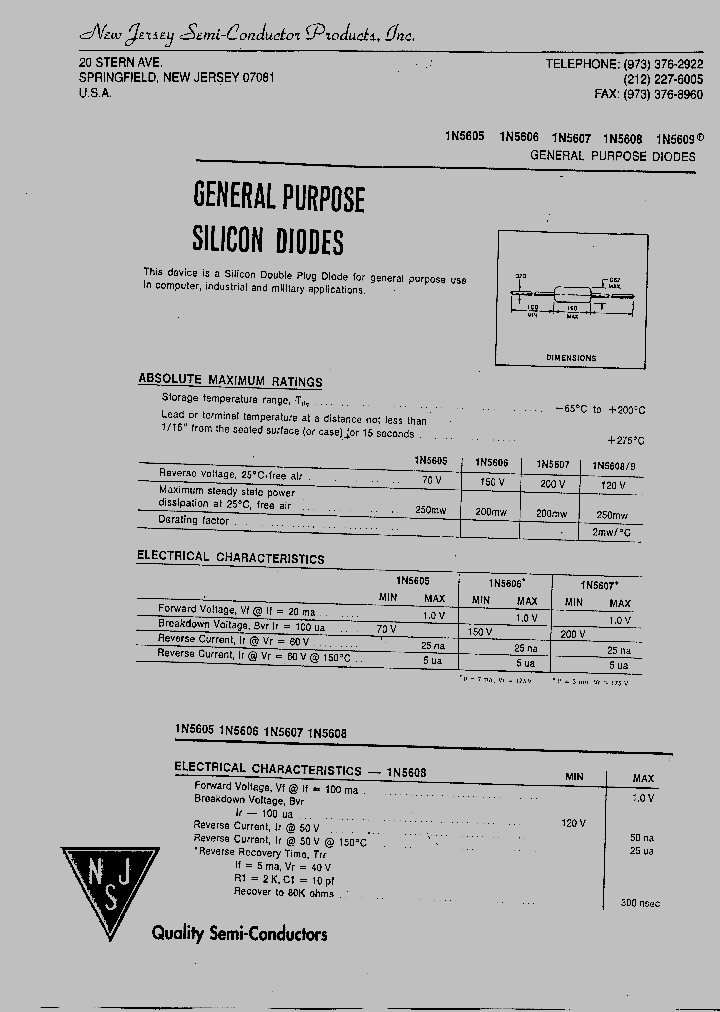 New Jersey Semi-Conductor Products, Inc.
20 STERN AVE.
SPRINGFIELD, NEW JERSEY 07081
U.S.A.
TELEPHONE: (973) 376-2922
(212) 227-6005
FAX: (973) 376-8960
1N5605 1N5606 1N5607 1N5608 1N5609©
GENERAL PURPOSE DIODES
GENERAL PURPOSE
SILICON DIODES
This device is a Silicon Double Plug Diode for general purpose use
in computer, industrial and military applications.
MAX.
MIN
MAX
DIMENSIONS
ABSOLUTE MAXIMUM RATINGS
Storage temperature range, Tstg −65°C to +200°C
Lead or terminal temperature at a distance not less than
1/16" from the sealed surface (or case) for 15 seconds +275°C
1N5605 1N5606 1N5607 1N5608/9
Reverse voltage, 25°C, free air 70 V 150 V 200 V 120 V
Maximum steady state power
dissipation at 25°C, free air 250mw 200mw 200mw 250mw
Derating factor 2mw/°C
ELECTRICAL CHARACTERISTICS
1N5605 1N5606* 1N5607*
MIN MAX MIN MAX MIN MAX
Forward Voltage, Vf @ If = 20 ma 1.0 V 1.0 V 1.0 V
Breakdown Voltage, Bvr Ir = 100 ua 70 V 150 V 200 V
Reverse Current, Ir @ Vr = 60 V 25 na 25 na 25 na
Reverse Current, Ir @ Vr = 60 V @ 150°C 5 ua 5 ua 5 ua
1N5605 1N5606 1N5607 1N5608
ELECTRICAL CHARACTERISTICS — 1N5608 MIN MAX
Forward Voltage, Vf @ If = 100 ma 1.0 V
Breakdown Voltage, Bvr
Ir — 100 ua 120 V
Reverse Current, Ir @ 50 V 50 na
Reverse Current, Ir @ 50 V @ 150°C 25 ua
*Reverse Recovery Time, Trr
If = 5 ma, Vr = 40 V
R1 = 2 K, C1 = 10 pf
Recover to 80K ohms 300 nsec
NJS
Quality Semi-Conductors